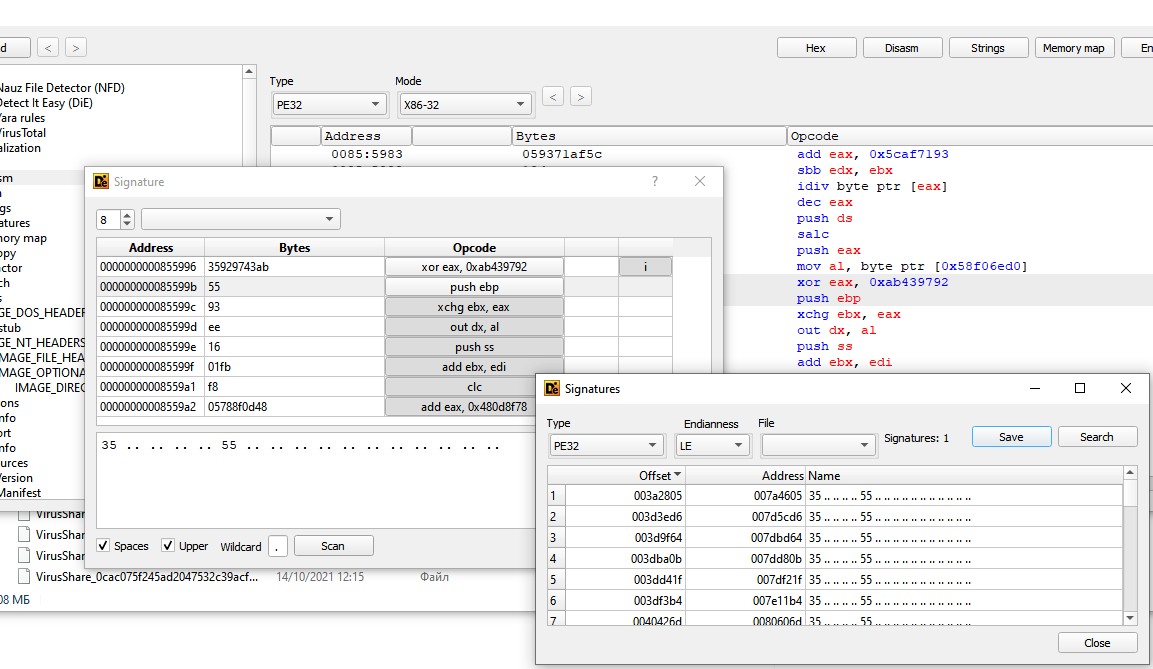 d < > Hex Disasm Strings Memory map En
Nauz File Detector (NFD) Type Mode
Detect It Easy (DiE) PE32 X86-32 < >
Yara rules
VirusTotal
alization Address Bytes Opcode
0085:5983 059371af5c add eax, 0x5caf7193
sbb edx, ebx
idiv byte ptr [eax]
dec eax
push ds
salc
push eax
mov al, byte ptr [0x58f06ed0]
xor eax, 0xab439792
push ebp
xchg ebx, eax
out dx, al
push ss
add ebx, edi
sm
gs
atures
mory map
opy
actor
ch
s
GE_DOS_HEADER
stub
GE_NT_HEADERS
MAGE_FILE_HEA
MAGE_OPTIONA
IMAGE_DIREC
ons
nfo
ort
nfo
ources
Version
Manifest
Signature ?
8
Address Bytes Opcode
0000000000855996 35929743ab xor eax, 0xab439792 i
000000000085599b 55 push ebp
000000000085599c 93 xchg ebx, eax
000000000085599d ee out dx, al
000000000085599e 16 push ss
000000000085599f 01fb add ebx, edi
00000000008559a1 f8 clc
00000000008559a2 05788f0d48 add eax, 0x480d8f78
35 .. .. .. .. 55 .. .. .. .. .. .. .. .. .. .. ..
Spaces Upper Wildcard . Scan
VirusShar
VirusShar
VirusShar
VirusShare_0cac075f245ad2047532c39acf... 14/10/2021 12:15 Файл
08 МБ
Signatures
Type Endianness File
PE32 LE Signatures: 1 Save Search
Offset Address Name
1 003a2805 007a4605 35 .. .. .. .. 55 .. .. .. .. .. .. .. .. .. .. ..
2 003d3ed6 007d5cd6 35 .. .. .. .. 55 .. .. .. .. .. .. .. .. .. .. ..
3 003d9f64 007dbd64 35 .. .. .. .. 55 .. .. .. .. .. .. .. .. .. .. ..
4 003dba0b 007dd80b 35 .. .. .. .. 55 .. .. .. .. .. .. .. .. .. .. ..
5 003dd41f 007df21f 35 .. .. .. .. 55 .. .. .. .. .. .. .. .. .. .. ..
6 003df3b4 007e11b4 35 .. .. .. .. 55 .. .. .. .. .. .. .. .. .. .. ..
7 0040426d 0080606d 35 .. .. .. .. 55 .. .. .. .. .. .. .. .. .. .. ..
Close